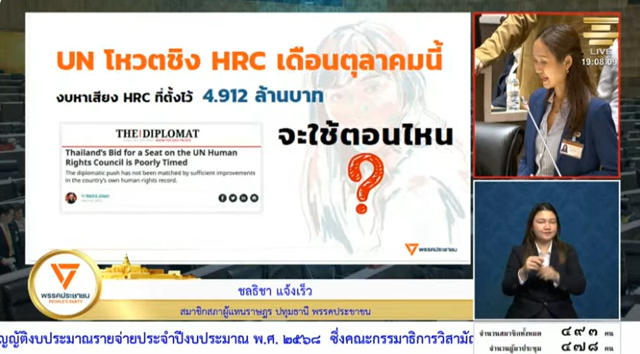 UN โหวตชิง HRC เดือนตุลาคมนี้
งบหาเสียง HRC ที่ตั้งไว้ 4.912 ล้านบาท
จะใช้ตอนไหน
?
THE DIPLOMAT
Thailand's Bid for a Seat on the UN Human
Rights Council is Poorly Timed
The diplomatic push has not been matched by sufficient improvements
in the country's own human rights record.
พรรคประชาชน
LIVE
19:08:09
พรรคประชาชน
PEOPLE'S PARTY
ชลธิชา แจ้งเร็ว
สมาชิกสภาผู้แทนราษฎร ปทุมธานี พรรคประชาชน
ญญัติงบประมาณรายจ่ายประจำปีงบประมาณ พ.ศ. ๒๕๖๘ ซึ่งคณะกรรมาธิการวิสามัญ
จำนวนสมาชิกทั้งหมด ๔๙๓ คน
จำนวนผู้มาประชุม ๔๗๘ คน